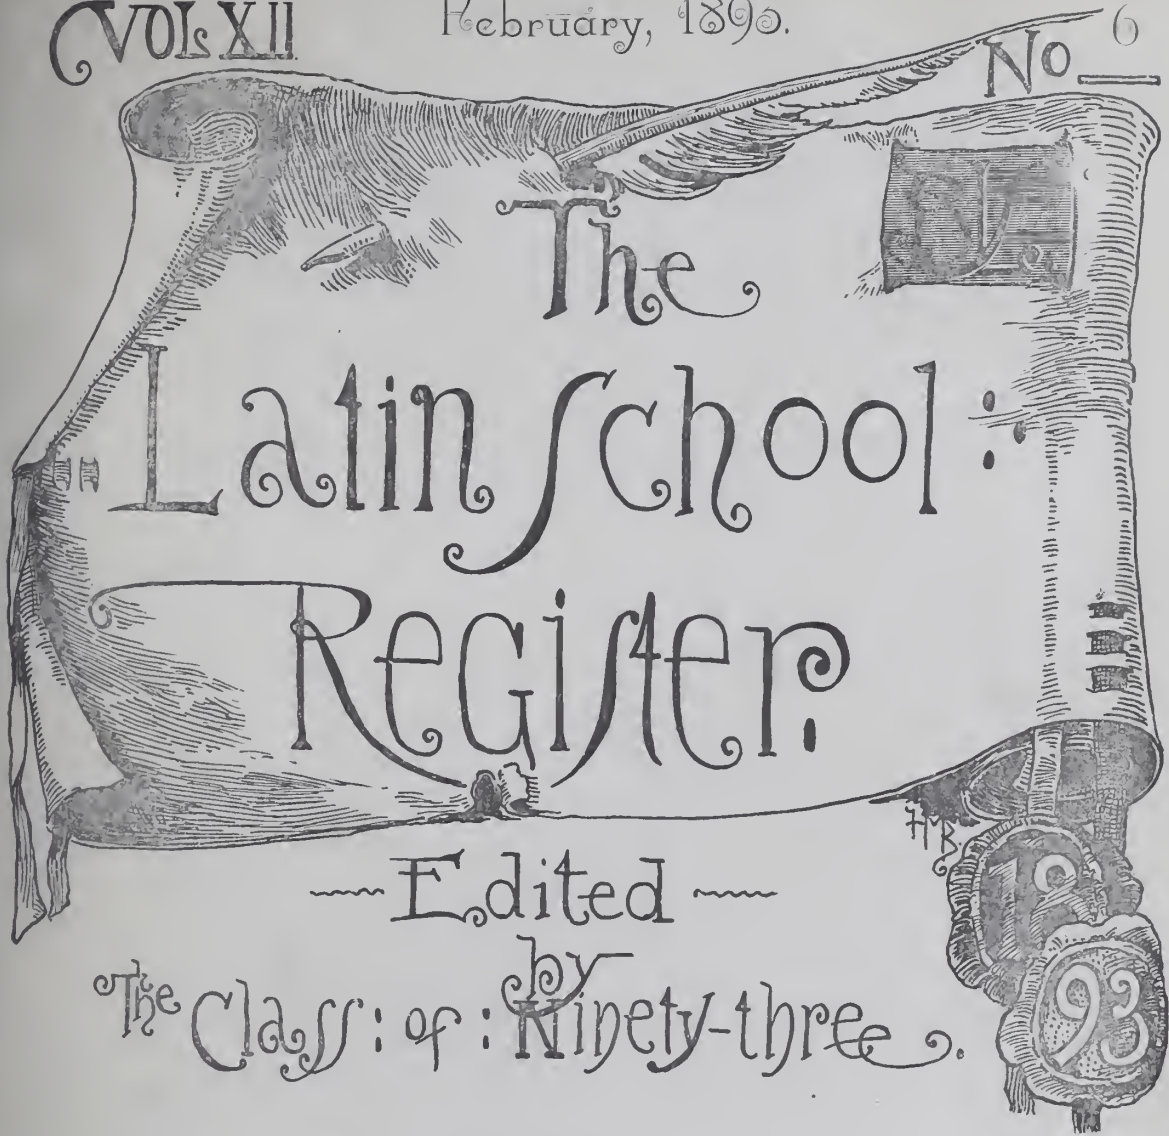 VOL XII. February, 1893. No 6
The
Latin School :
Register.
Edited
by
The Class : of : Ninety-three.
HMB.
18
93